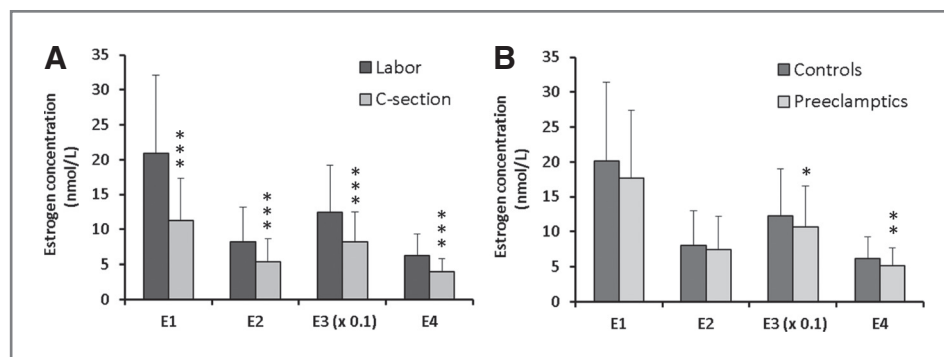 A
Estrogen concentration
(nmol/L)
35
30
25
20
15
10
5
0
Labor
C-section
***
***
***
***
E1
E2
E3 (x 0.1)
E4
B
Estrogen concentration
(nmol/L)
35
30
25
20
15
10
5
0
Controls
Preeclamptics
*
**
E1
E2
E3 (x 0.1)
E4